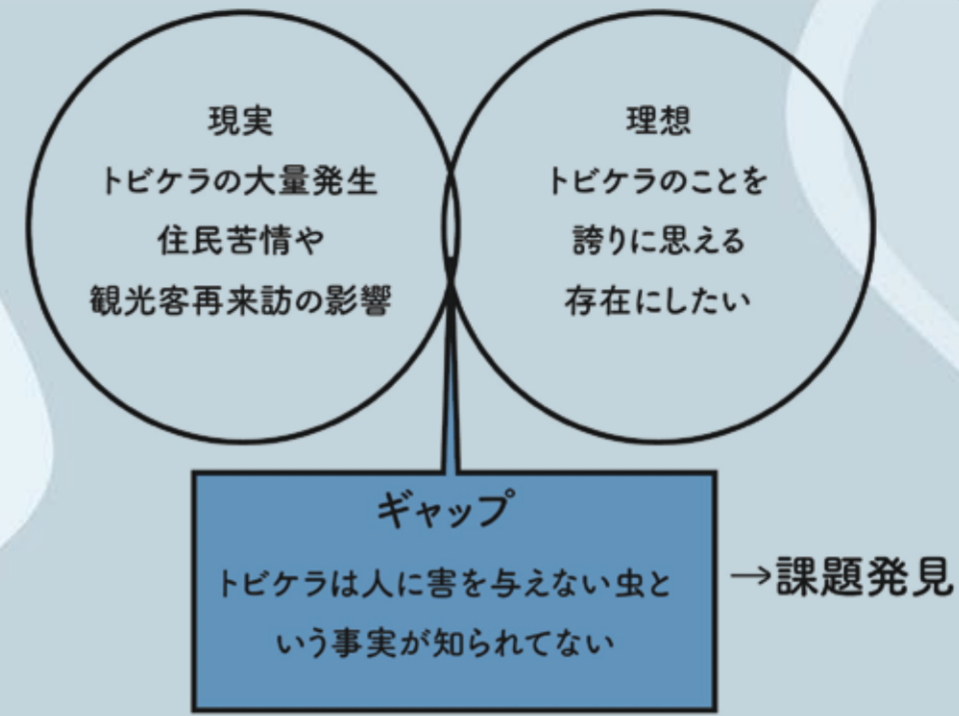 現実
トビケラの大量発生
住民苦情や
観光客再来訪の影響
理想
トビケラのことを
誇りに思える
存在にしたい
ギャップ
トビケラは人に害を与えない虫と
いう事実が知られてない
→課題発見